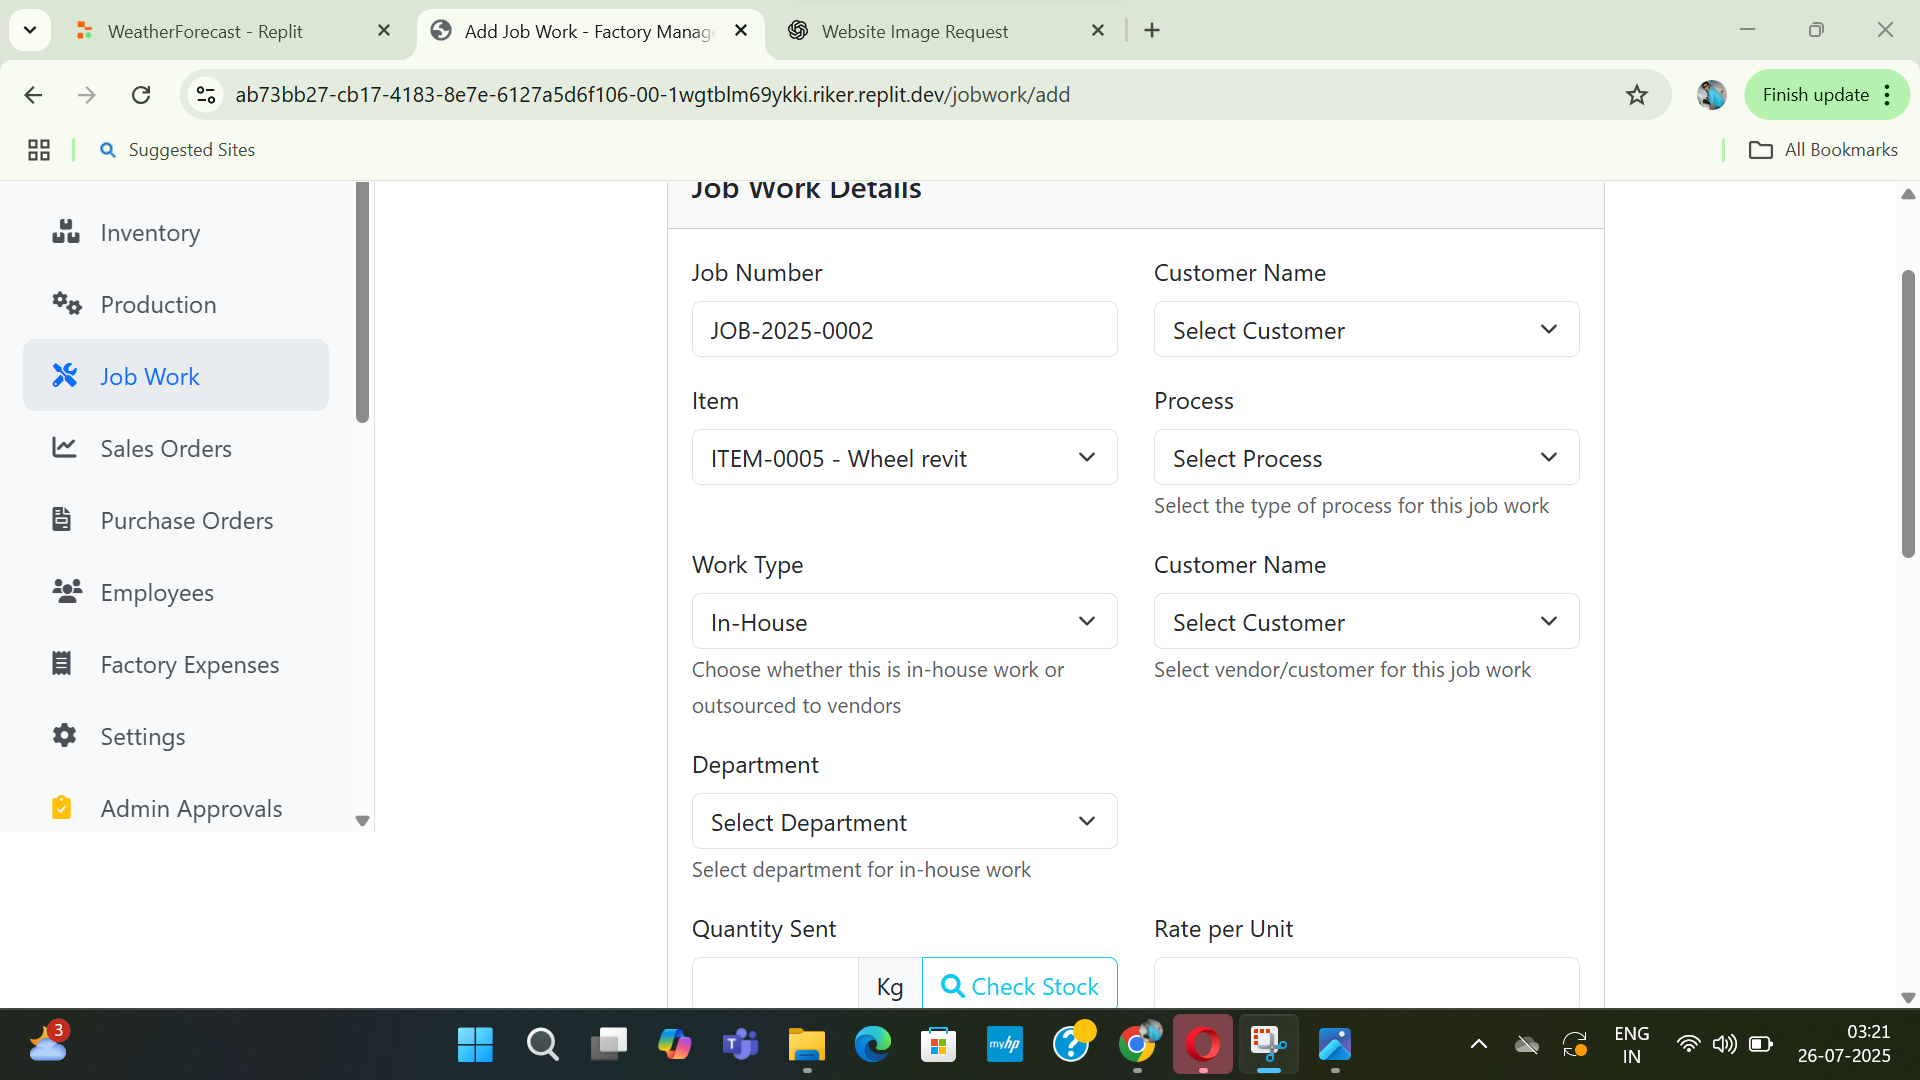 WeatherForecast - Replit
Add Job Work - Factory Manag
Website Image Request
ab73bb27-cb17-4183-8e7e-6127a5d6f106-00-1wgtblm69ykki.riker.replit.dev/jobwork/add
Finish update
Suggested Sites
All Bookmarks
Inventory
Production
Job Work
Sales Orders
Purchase Orders
Employees
Factory Expenses
Settings
Admin Approvals
Job Work Details
Job Number
Customer Name
JOB-2025-0002
Select Customer
Item
Process
ITEM-0005 - Wheel revit
Select Process
Select the type of process for this job work
Work Type
Customer Name
In-House
Select Customer
Choose whether this is in-house work or
outsourced to vendors
Select vendor/customer for this job work
Department
Select Department
Select department for in-house work
Quantity Sent
Rate per Unit
Kg
Check Stock
3
myhp
ENG
IN
03:21
26-07-2025